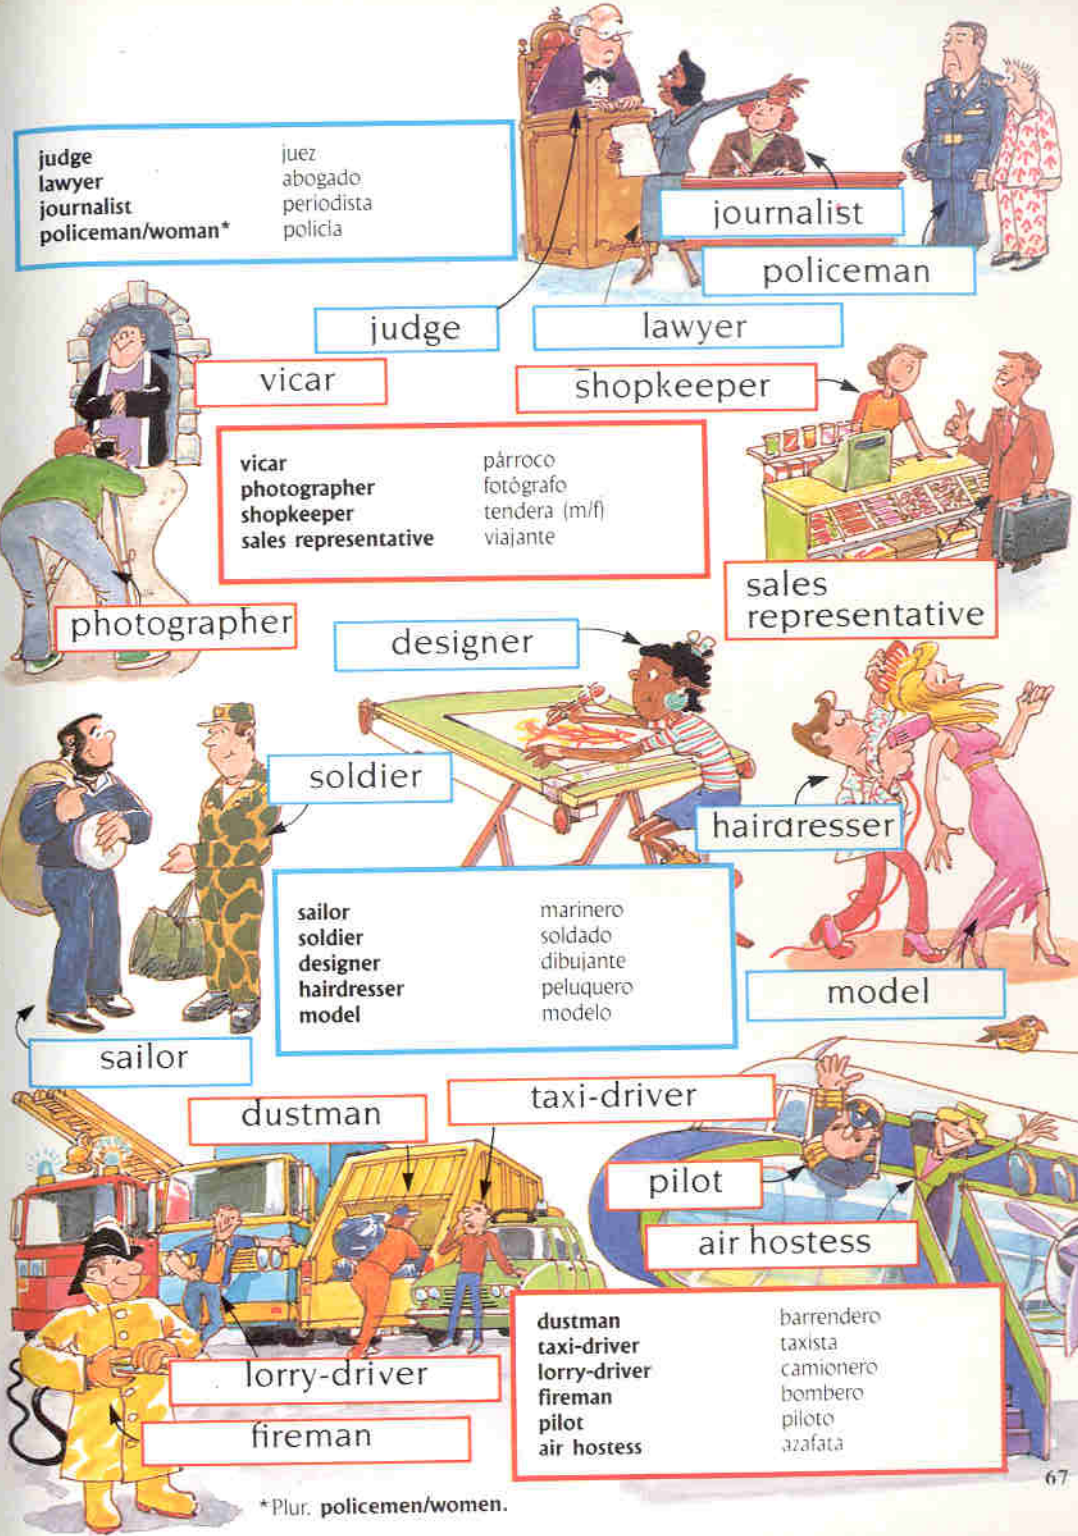 judge juez
lawyer abogado
journalist periodista
policeman/woman* policía
journalist
policeman
judge
lawyer
vicar
shopkeeper
vicar párroco
photographer fotógrafo
shopkeeper tendera (m/f)
sales representative viajante
sales
representative
photographer
designer
soldier
hairdresser
sailor marinero
soldier soldado
designer dibujante
hairdresser peluquero
model modelo
model
sailor
dustman
taxi-driver
pilot
air hostess
dustman barrendero
taxi-driver taxista
lorry-driver camionero
fireman bombero
pilot piloto
air hostess azafata
lorry-driver
fireman
67
*Plur. policemen/women.